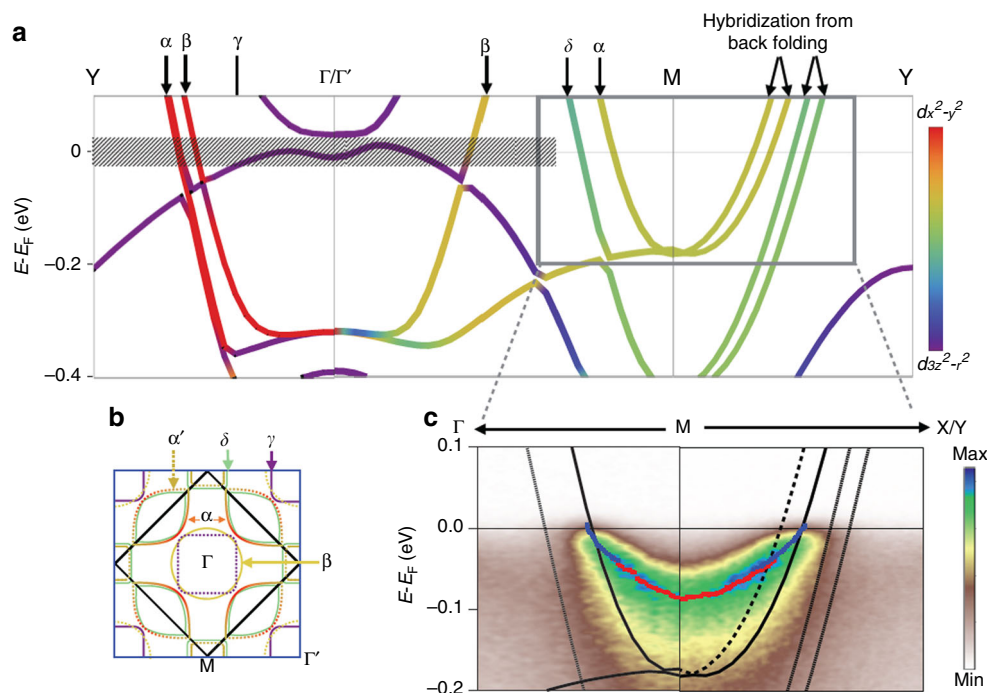 a
Hybridization from
back folding
α β γ β δ α
Y Γ/Γ′ M Y
dx²-y²
0
−0.2
−0.4
E-EF (eV)
d3z²-r²
b
α′ δ γ
α
Γ
β
M Γ′
c
Γ M X/Y
0.1
0.0
−0.1
−0.2
E-EF (eV)
Max
Min